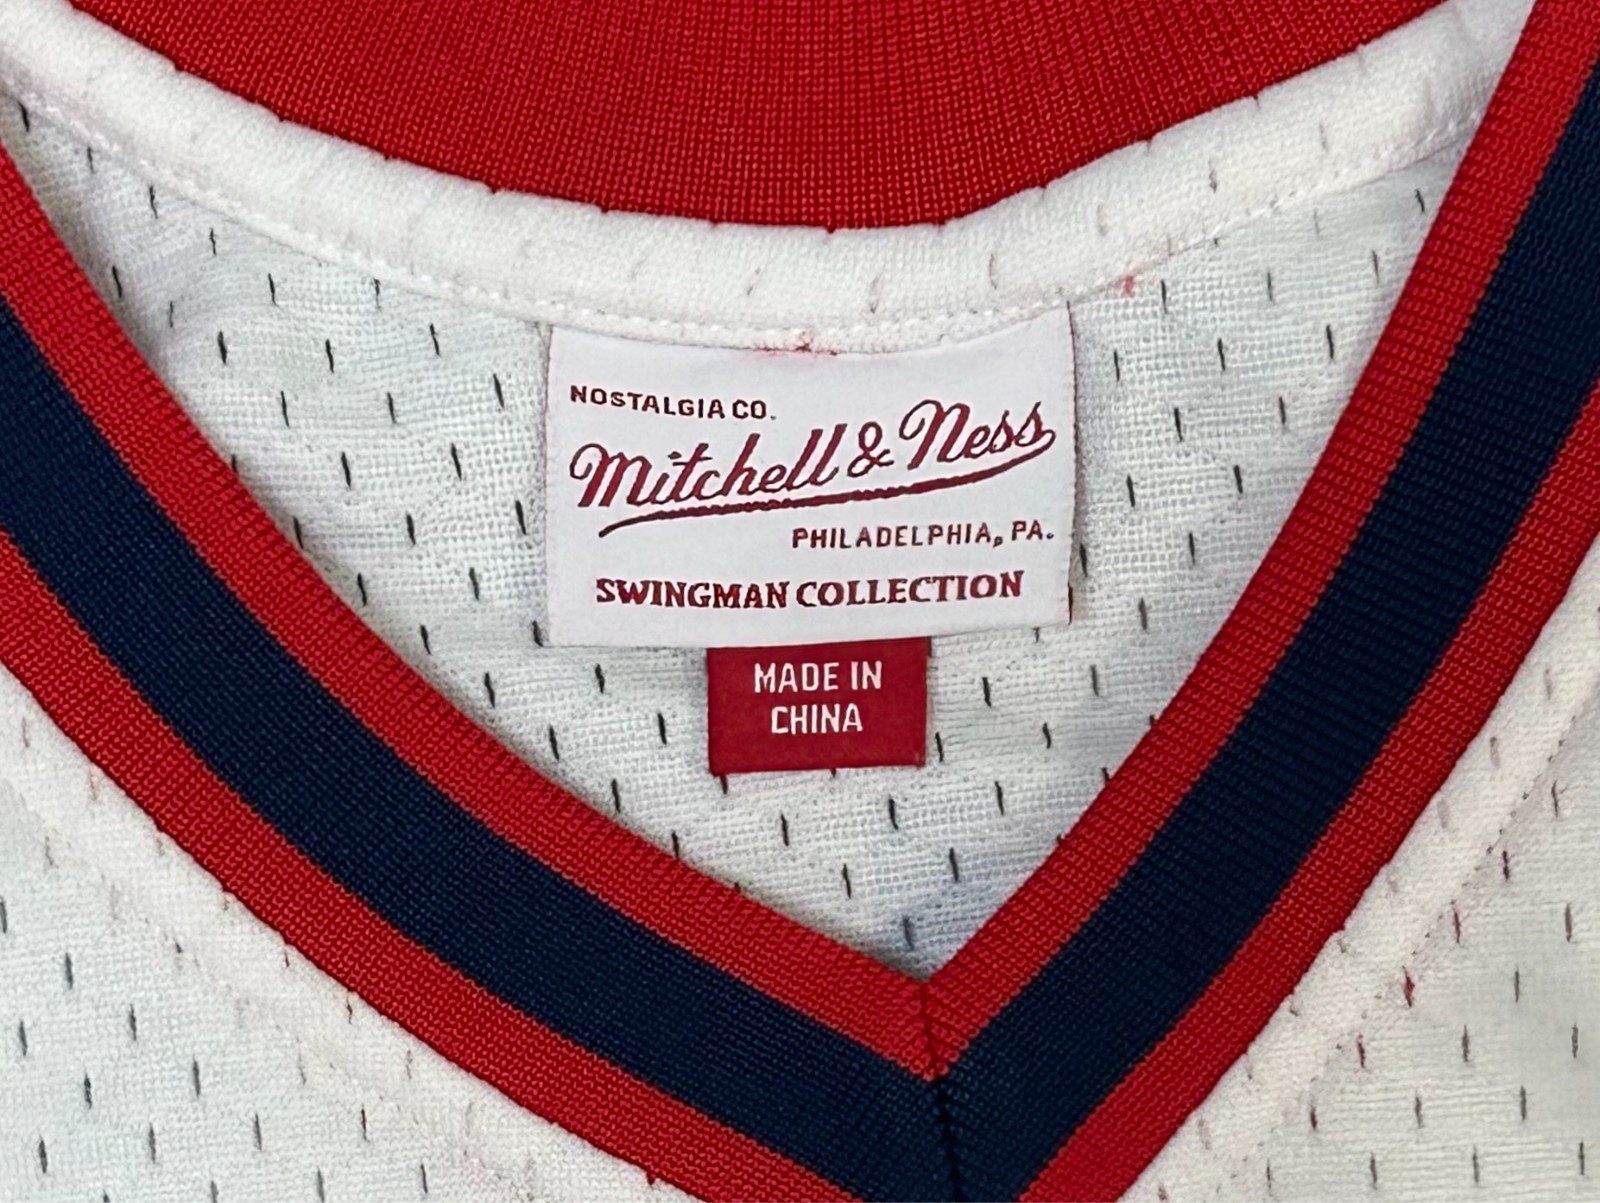 NOSTALGIA CO.
Mitchell & Ness
PHILADELPHIA, PA.
SWINGMAN COLLECTION
MADE IN
CHINA